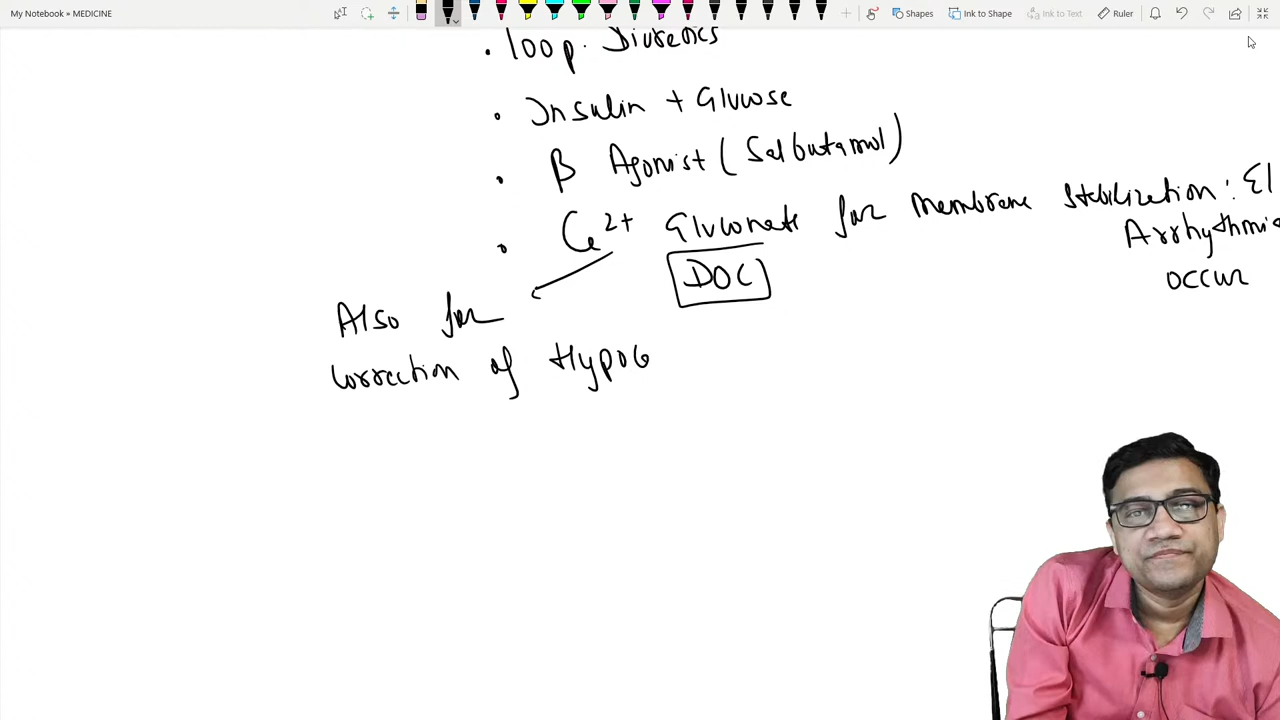 My Notebook » MEDICINE
Shapes
Ink to Shape
Ink to Text
Ruler
• loop. Diuretics
• Insulin + Glucose
• β Agonist (Salbutamol)
• Ca2+ Gluconate for membrane stabilization:
Arrhythmia
occur
DOC
Also for
correction of Hypo